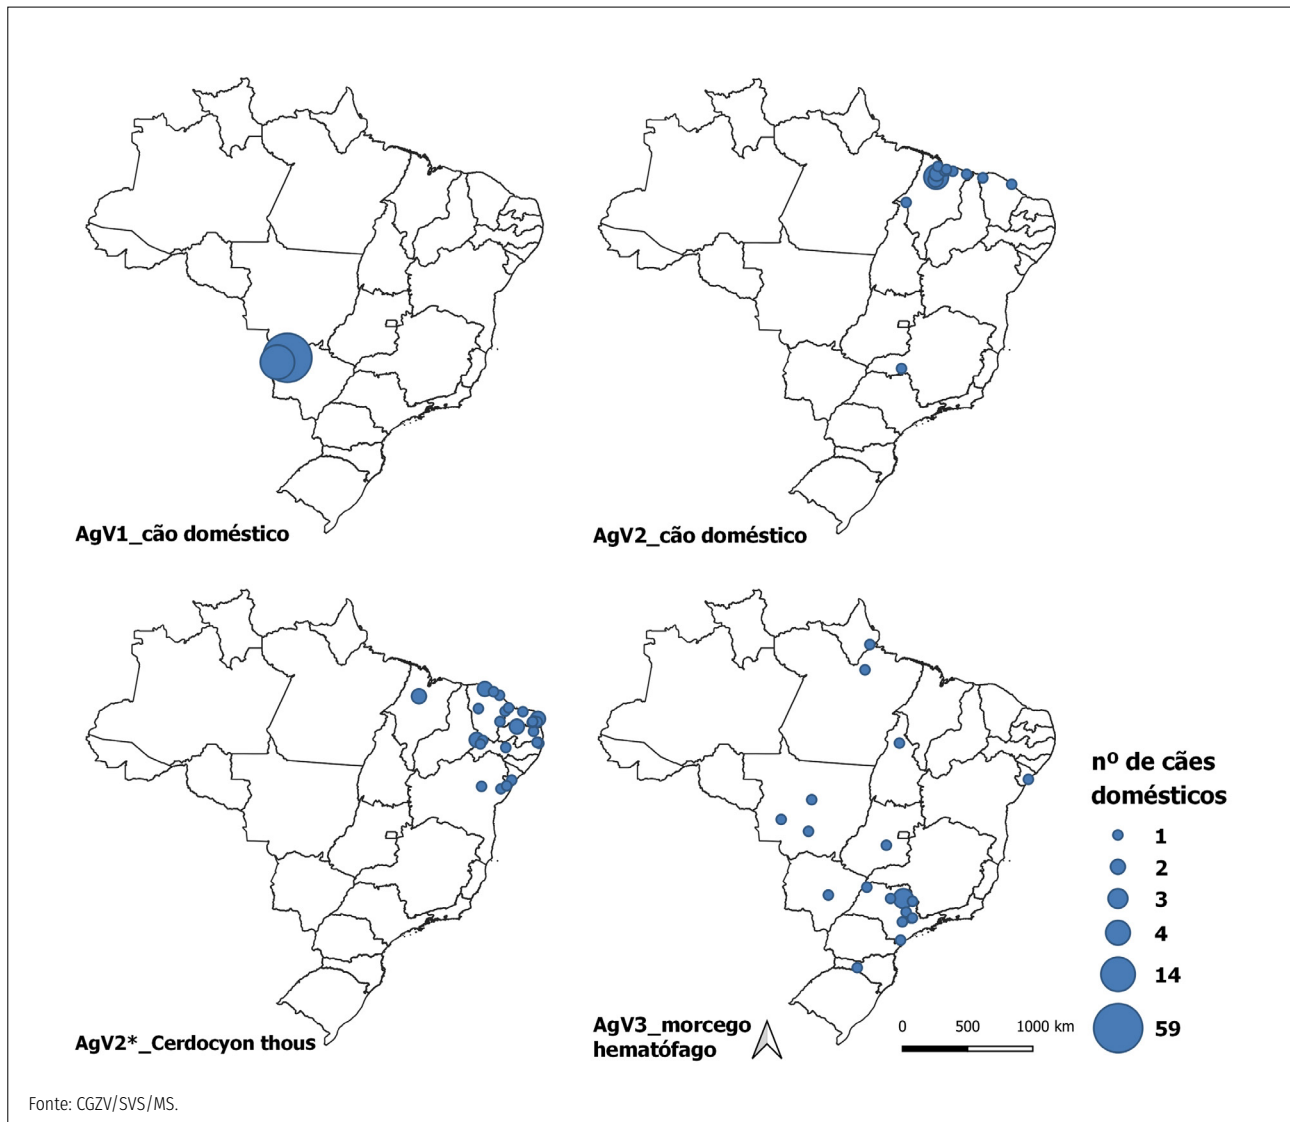 AgV1_cão doméstico
AgV2_cão doméstico
AgV2*_Cerdocyon thous
AgV3_morcego
hematófago
0 500 1000 km
nº de cães
domésticos
1
2
3
4
14
59
Fonte: CGZV/SVS/MS.